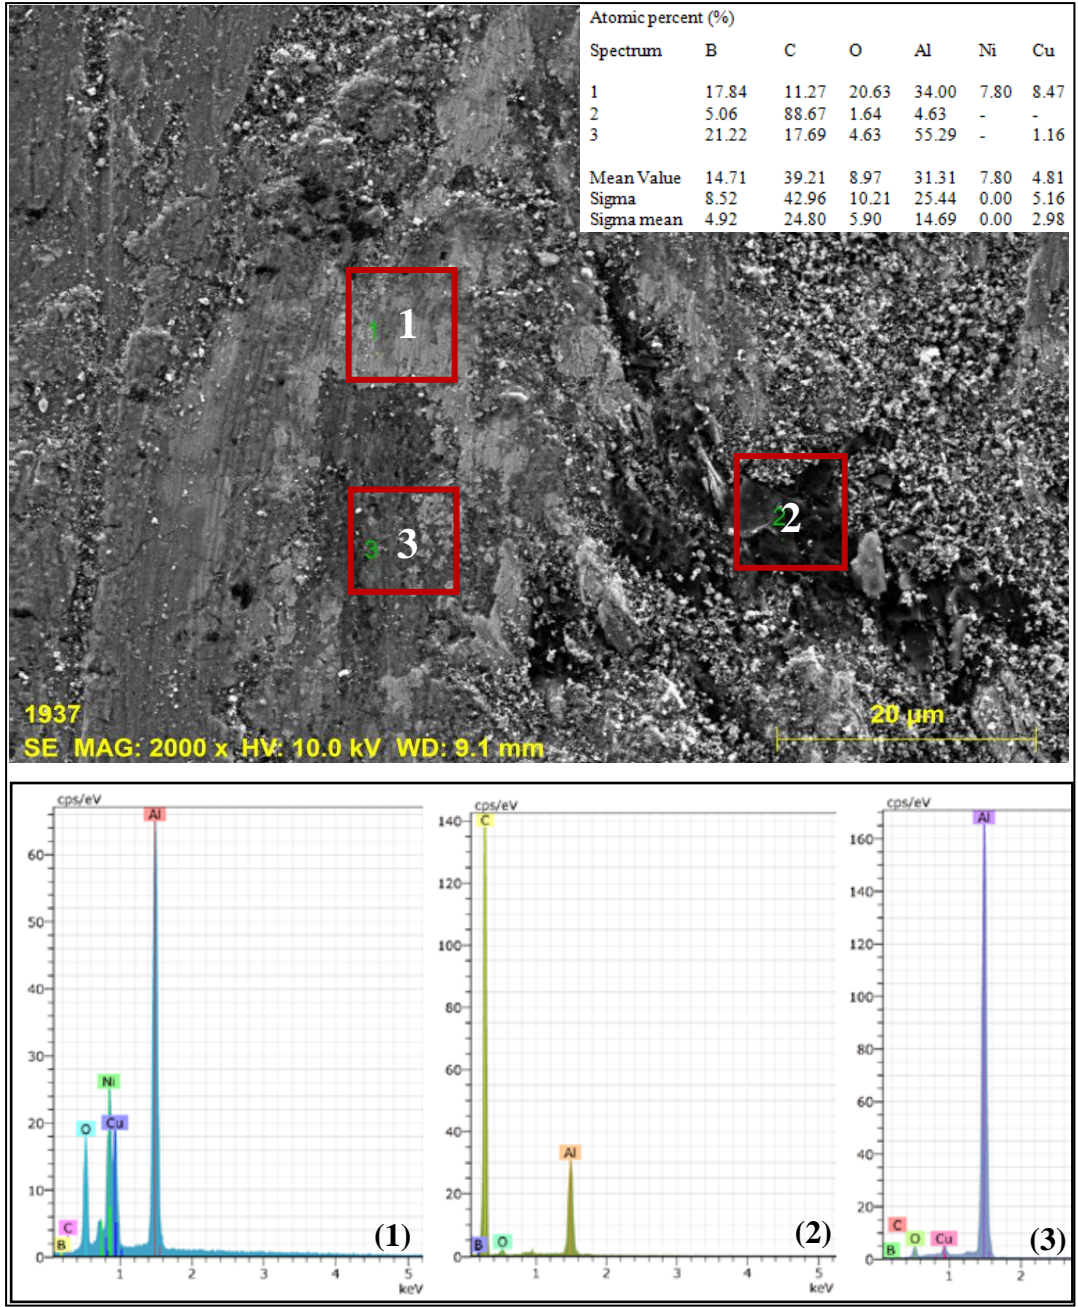 Atomic percent (%)
Spectrum B C O Al Ni Cu
1 17.84 11.27 20.63 34.00 7.80 8.47
2 5.06 88.67 1.64 4.63 - -
3 21.22 17.69 4.63 55.29 - 1.16
Mean Value 14.71 39.21 8.97 31.31 7.80 4.81
Sigma 8.52 42.96 10.21 25.44 0.00 5.16
Sigma mean 4.92 24.80 5.90 14.69 0.00 2.98
1 1
2 2
3 3
1937
20 µm
SE MAG: 2000 x HV: 10.0 kV WD: 9.1 mm
cps/eV
Al
60
50
40
30
Ni
20
O Cu
10
C
B
0
1 2 3 4 5
keV
(1)
cps/eV
140
C
120
100
80
60
40
Al
20
B O
0
1 2 3 4 5
keV
(2)
cps/eV
Al
160
140
120
100
80
60
40
20
C
O Cu
B
0
1 2
keV
(3)